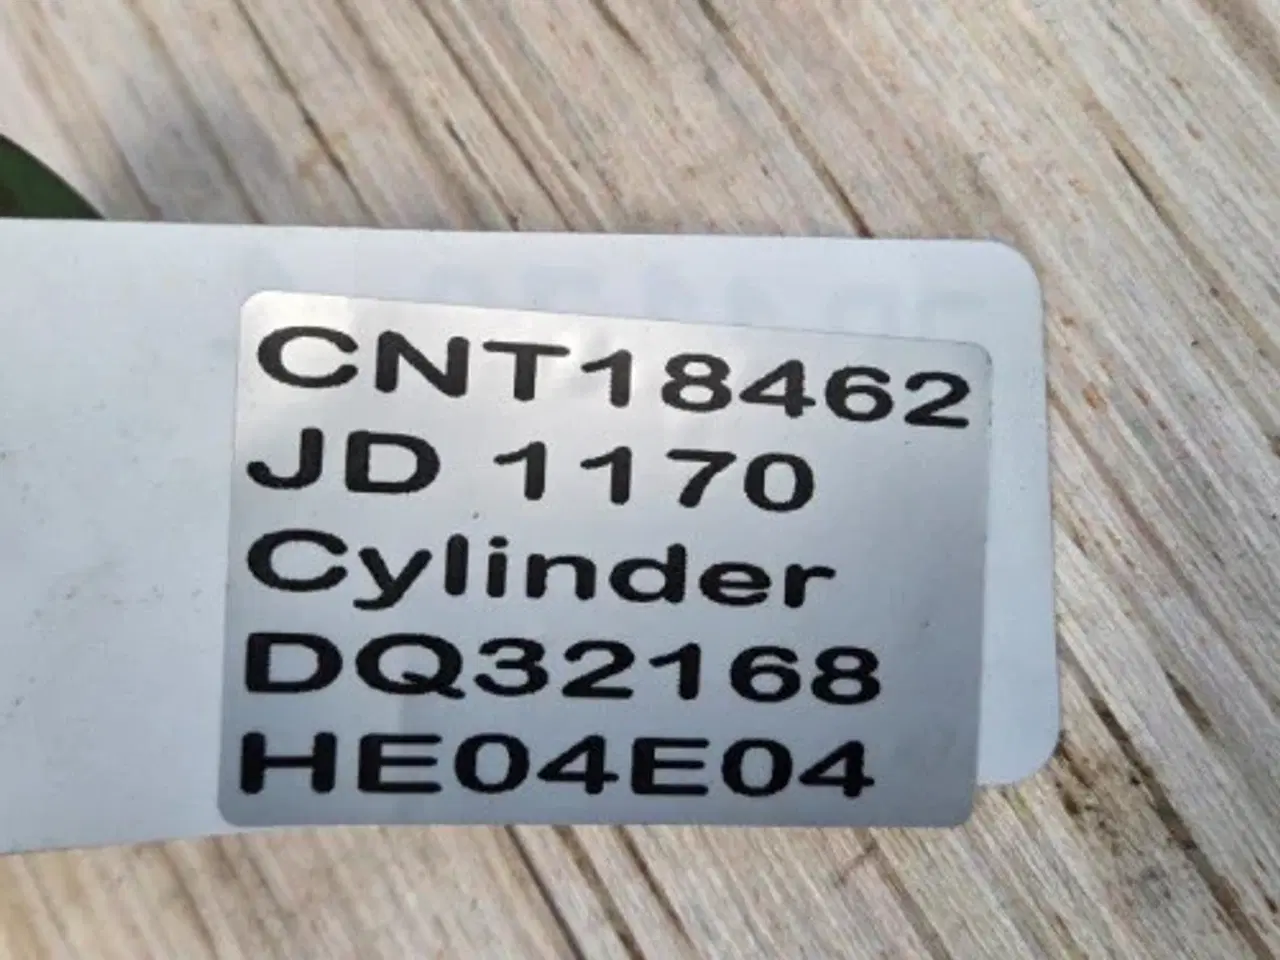 CNT18462
JD 1170
Cylinder
DQ32168
HE04E04